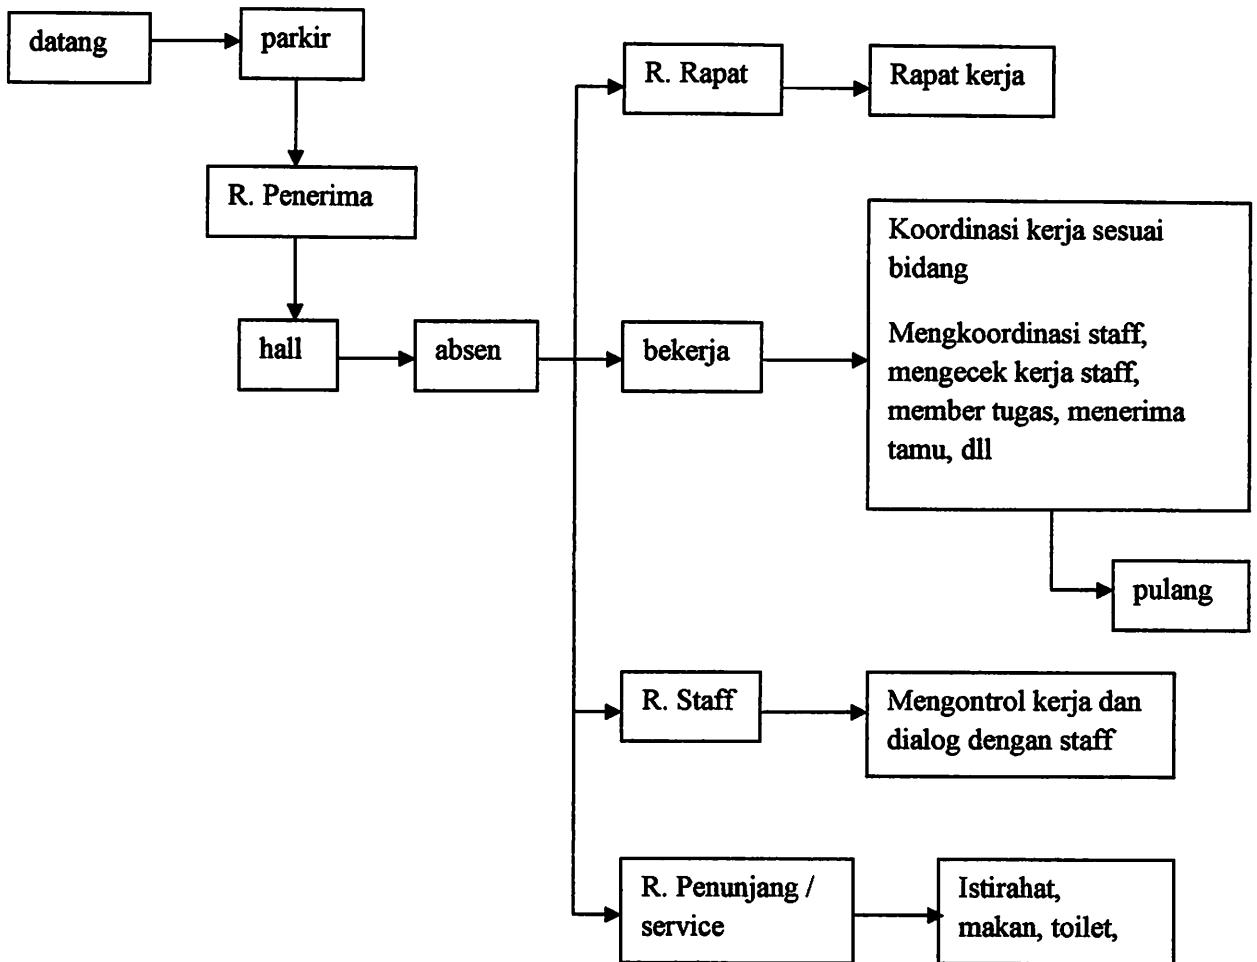 datang
parkir
R. Penerima
hall
absen
R. Rapat
Rapat kerja
bekerja
Koordinasi kerja sesuai
bidang
Mengkoordinasi staff,
mengecek kerja staff,
member tugas, menerima
tamu, dll
pulang
R. Staff
Mengontrol kerja dan
dialog dengan staff
R. Penunjang /
service
Istirahat,
makan, toilet,